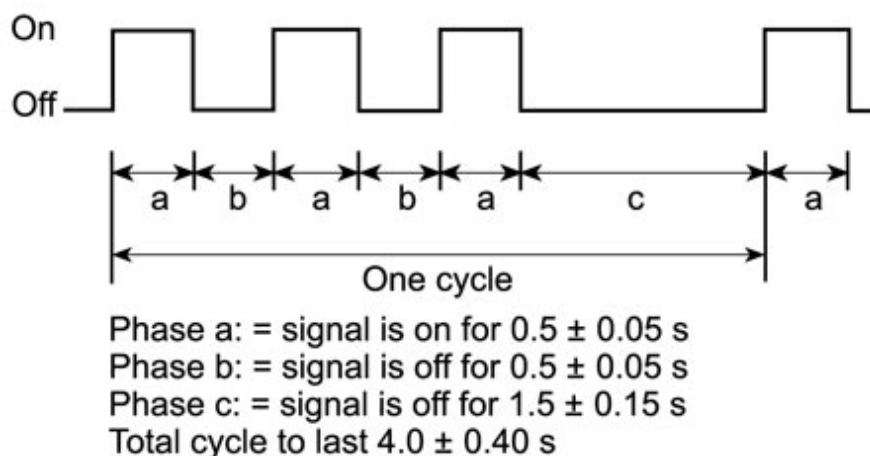 On
Off
a b a b a c a
One cycle
Phase a: = signal is on for 0.5 ± 0.05 s
Phase b: = signal is off for 0.5 ± 0.05 s
Phase c: = signal is off for 1.5 ± 0.15 s
Total cycle to last 4.0 ± 0.40 s